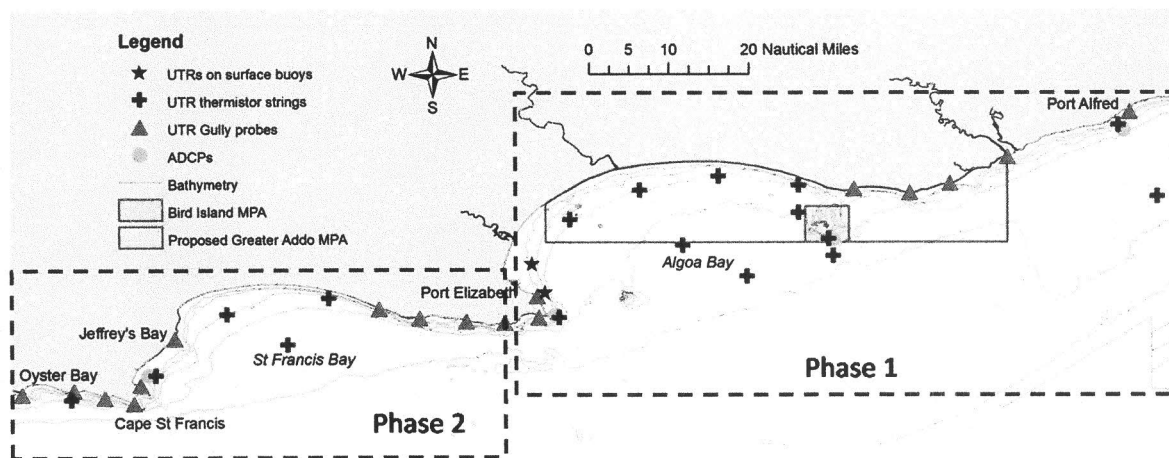 Legend
UTRs on surface buoys
UTR thermistor strings
UTR Gully probes
ADCPs
Bathymetry
Bird Island MPA
Proposed Greater Addo MPA
N
W E
S
0 5 10 20 Nautical Miles
Port Alfred
Algoa Bay
Port Elizabeth
Phase 1
Jeffrey's Bay
St Francis Bay
Oyster Bay
Cape St Francis
Phase 2